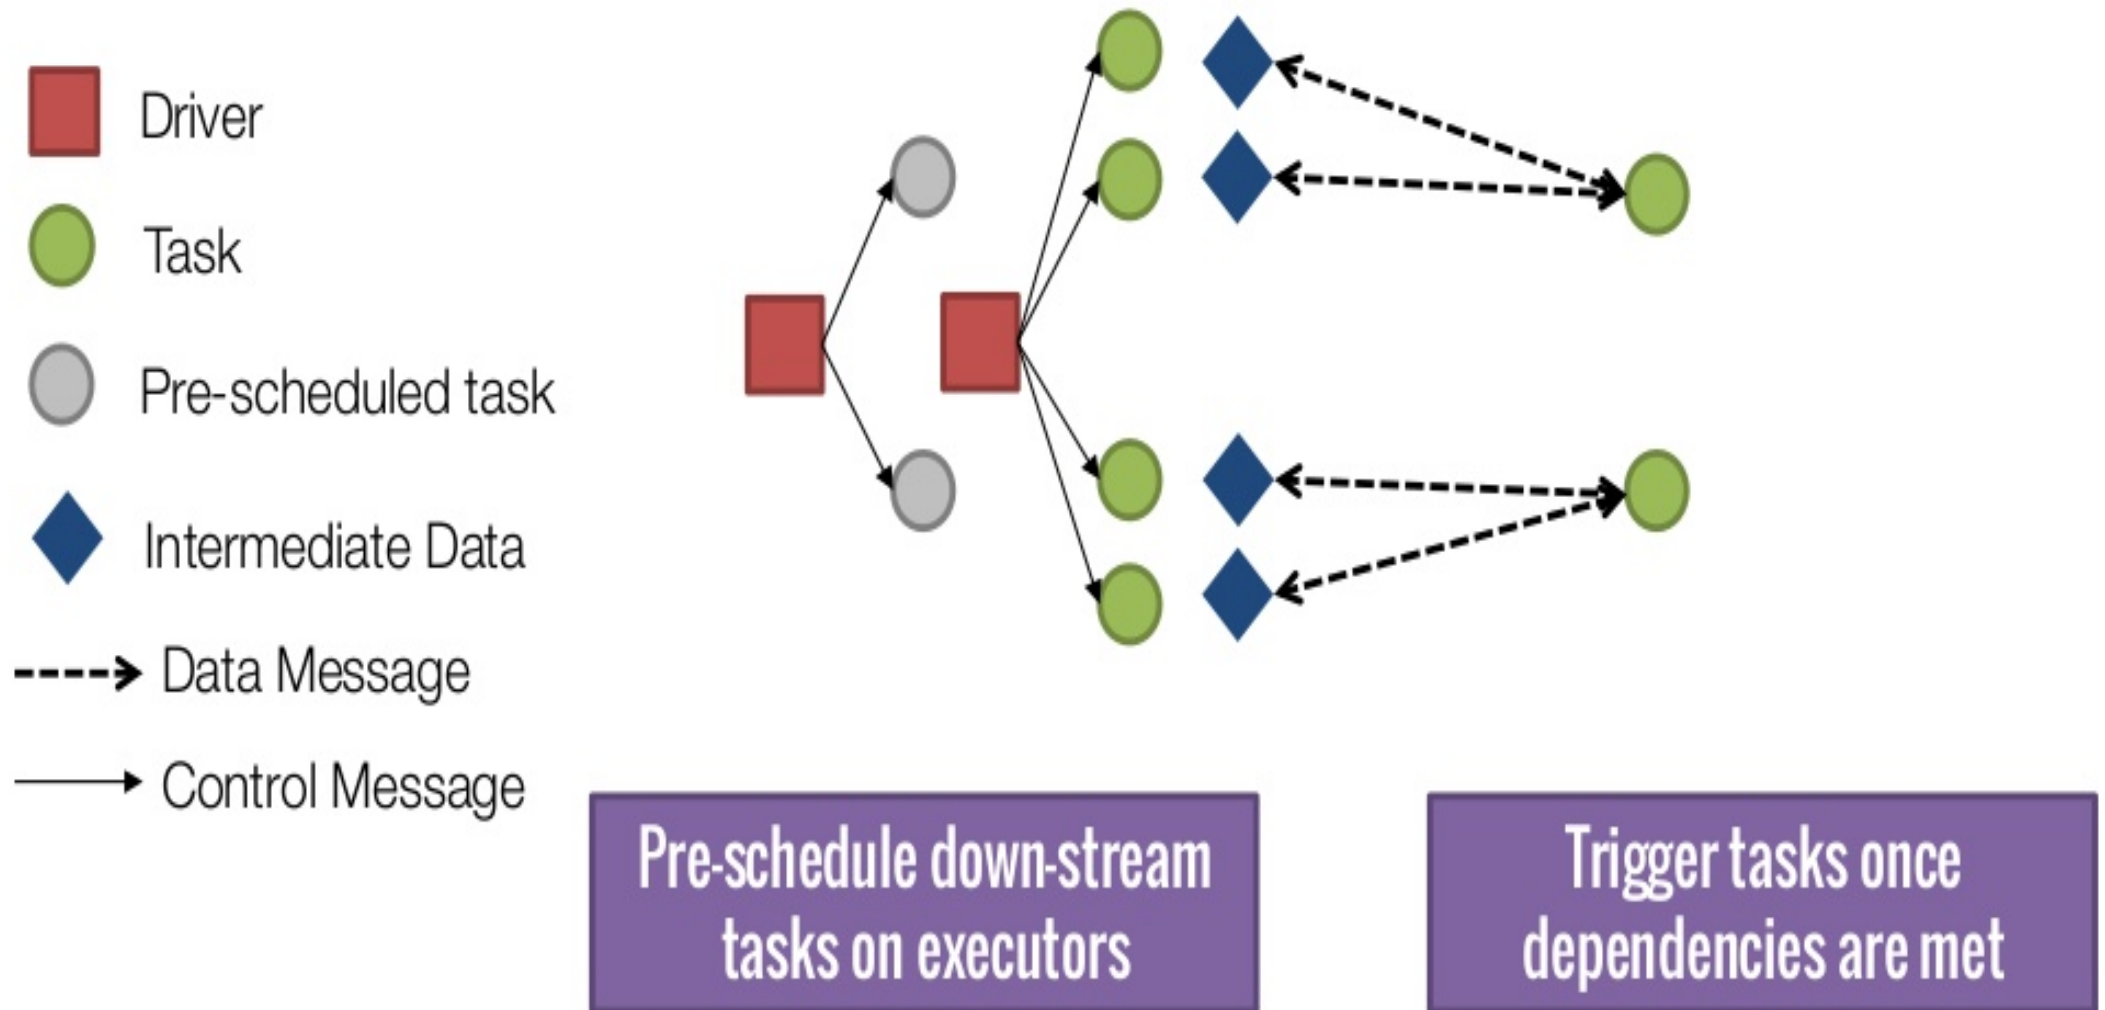 Driver
Task
Pre-scheduled task
Intermediate Data
Data Message
Control Message
Pre-schedule down-stream
tasks on executors
Trigger tasks once
dependencies are met